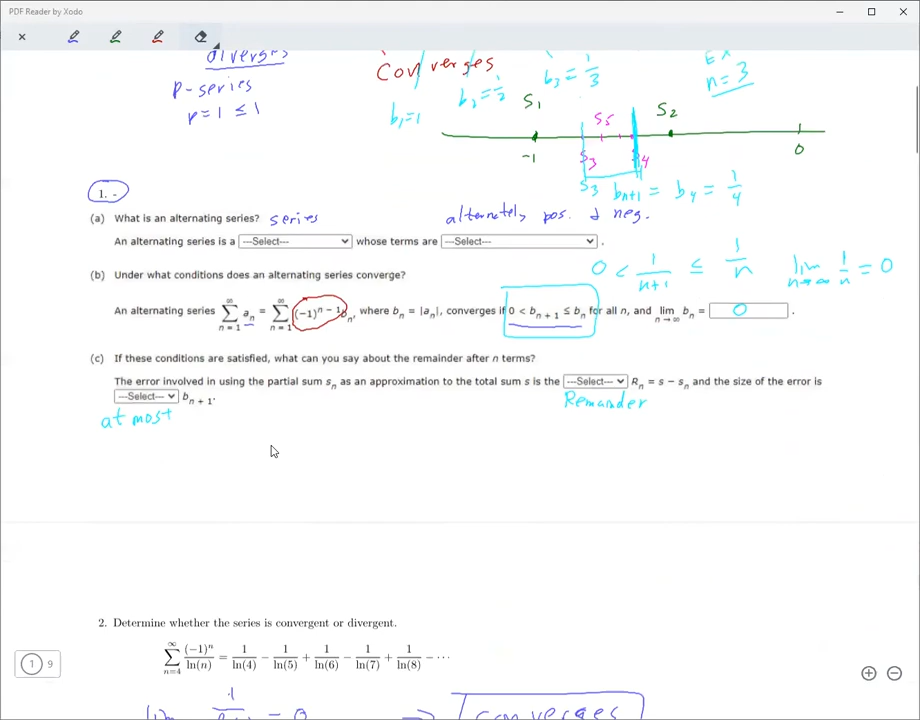 PDF Reader by Xodo
diverges
p-series
p = 1 ≤ 1
Converges
b₁=1
b₂=1/2
b₃=1/3
Ex
n=3
S₁
S₅
S₂
-1
S₃
S₄
0
S₃
bₙ₊₁ = b₄ = 1/4
1. -
(a) What is an alternating series? series alternately pos. & neg.
An alternating series is a ---Select--- whose terms are ---Select--- .
0 < 1/(n+1) ≤ 1/n lim n→∞ 1/n = 0
(b) Under what conditions does an alternating series converge?
An alternating series ∑ n = 1 ∞ aₙ = ∑ n = 1 ∞ (−1)ⁿ ⁻ ¹bₙ, where bₙ = |aₙ|, converges if 0 < bₙ ₊ ₁ ≤ bₙ for all n, and lim n→∞ bₙ = 0 .
(c) If these conditions are satisfied, what can you say about the remainder after n terms?
The error involved in using the partial sum sₙ as an approximation to the total sum s is the ---Select--- Rₙ = s − sₙ and the size of the error is
---Select--- bₙ ₊ ₁.
Remander
at most
2. Determine whether the series is convergent or divergent.
∑ n=4 ∞ (−1)ⁿ/ln(n) = 1/ln(4) − 1/ln(5) + 1/ln(6) − 1/ln(7) + 1/ln(8) − ⋯
1 9
lim = 0 → converges